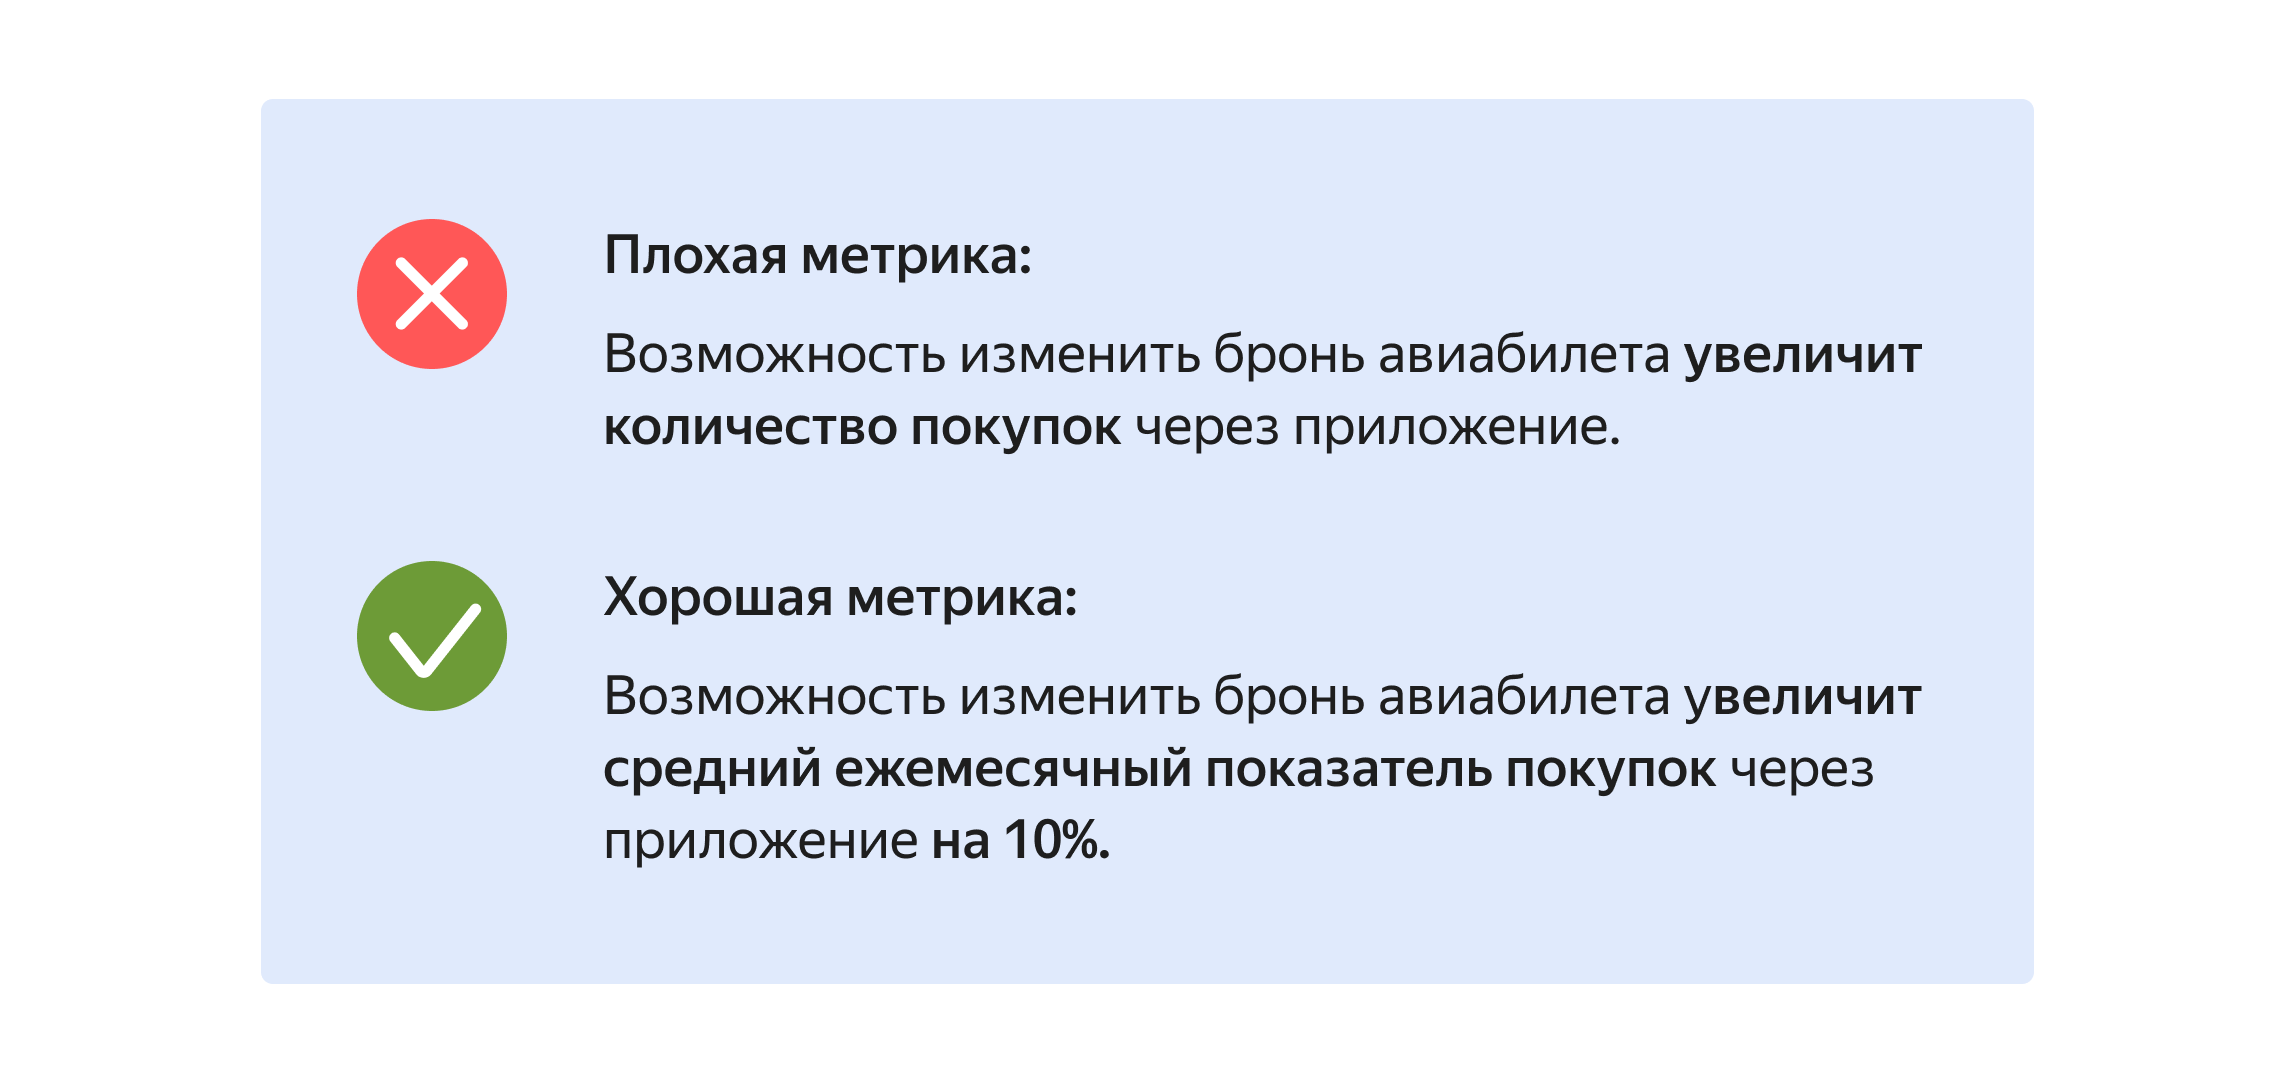 Плохая метрика:
Возможность изменить бронь авиабилета увеличит
количество покупок через приложение.
Хорошая метрика:
Возможность изменить бронь авиабилета увеличит
средний ежемесячный показатель покупок через
приложение на 10%.